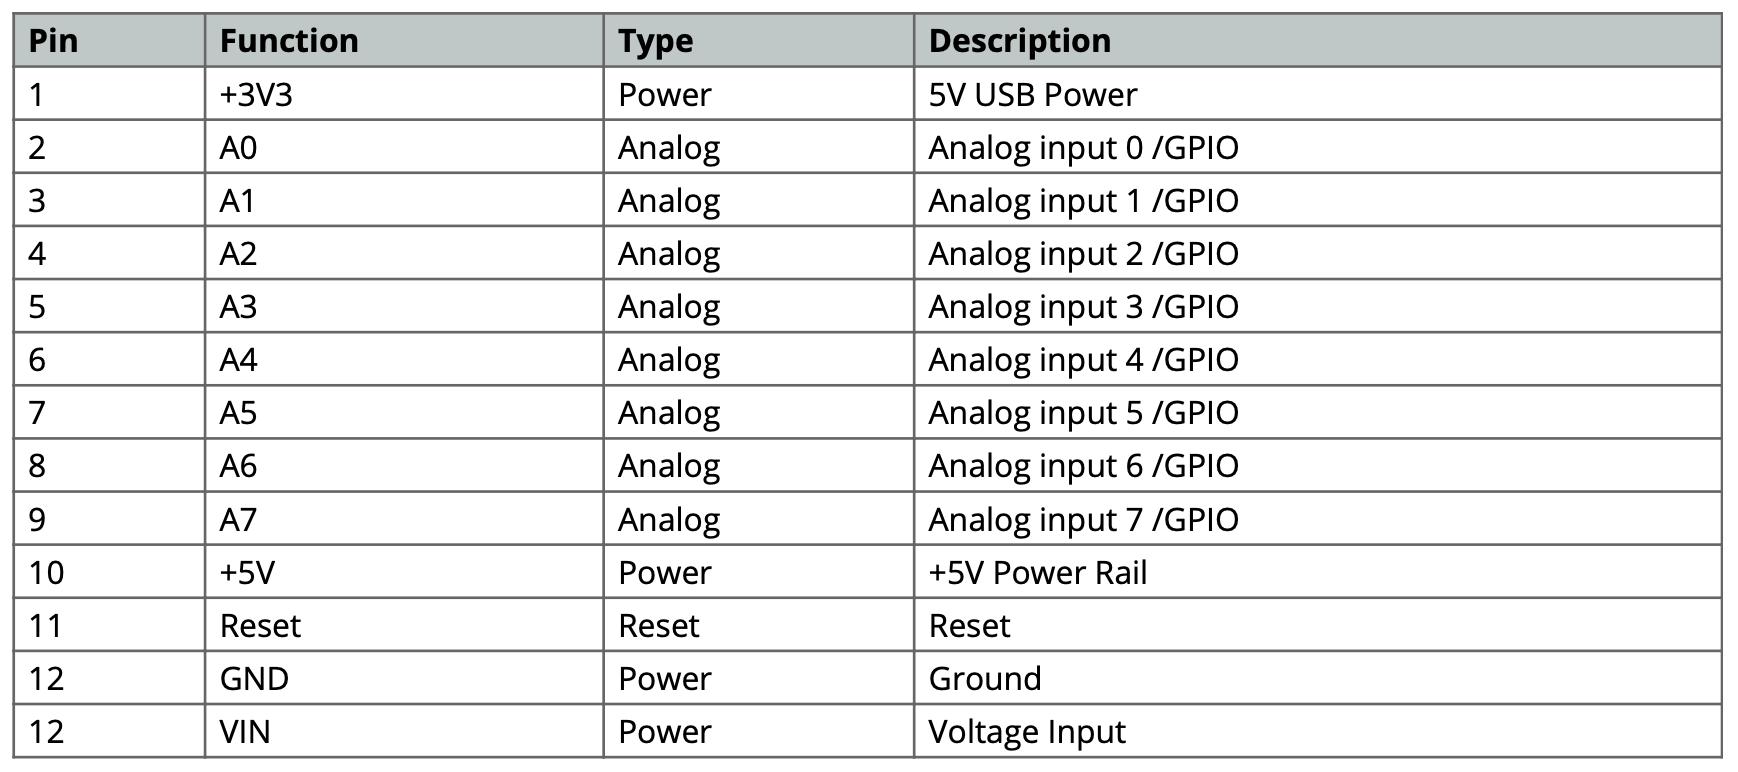 Pin Function Type Description
1 +3V3 Power 5V USB Power
2 A0 Analog Analog input 0 /GPIO
3 A1 Analog Analog input 1 /GPIO
4 A2 Analog Analog input 2 /GPIO
5 A3 Analog Analog input 3 /GPIO
6 A4 Analog Analog input 4 /GPIO
7 A5 Analog Analog input 5 /GPIO
8 A6 Analog Analog input 6 /GPIO
9 A7 Analog Analog input 7 /GPIO
10 +5V Power +5V Power Rail
11 Reset Reset Reset
12 GND Power Ground
12 VIN Power Voltage Input